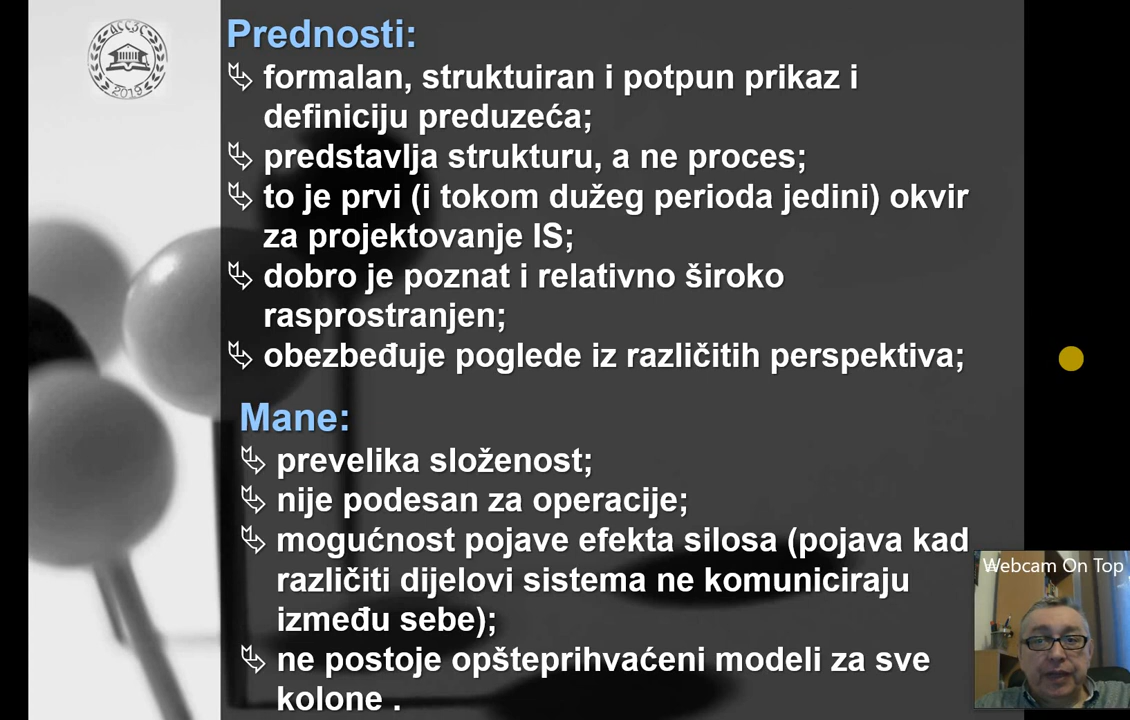 ACCSC
2019
Prednosti:
formalan, struktuiran i potpun prikaz i
definiciju preduzeća;
predstavlja strukturu, a ne proces;
to je prvi (i tokom dužeg perioda jedini) okvir
za projektovanje IS;
dobro je poznat i relativno široko
rasprostranjen;
obezbeđuje poglede iz različitih perspektiva;
Mane:
prevelika složenost;
nije podesan za operacije;
mogućnost pojave efekta silosa (pojava kad
različiti dijelovi sistema ne komuniciraju
između sebe);
ne postoje opšteprihvaćeni modeli za sve
kolone .
Webcam On Top